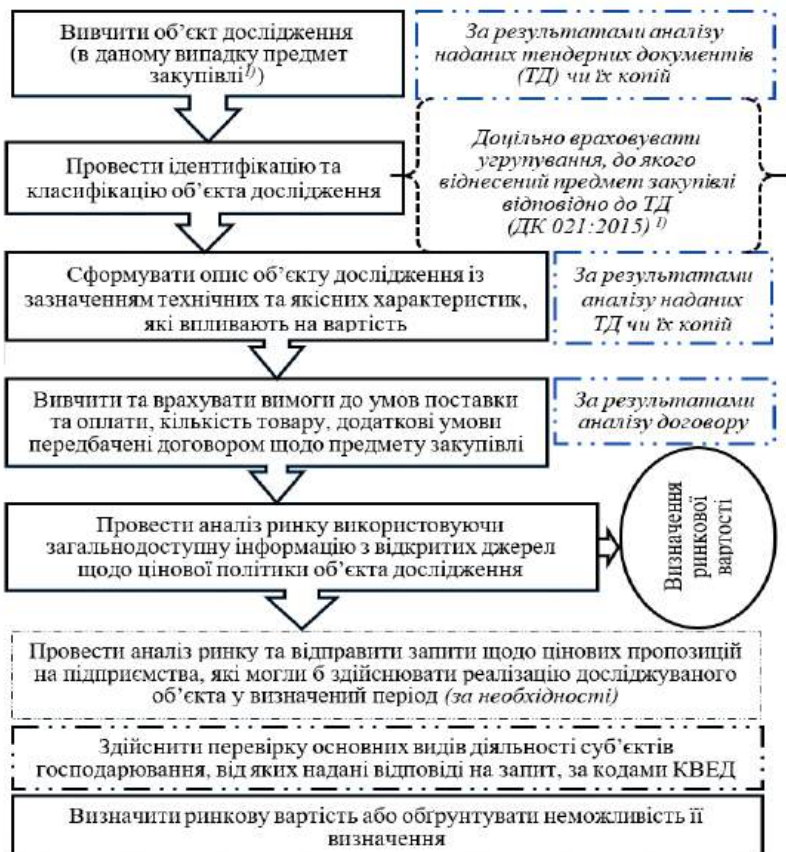 Вивчити об’єкт дослідження
(в даному випадку предмет
закупівлі¹⁾)
За результатами аналізу
наданих тендерних документів
(ТД) чи їх копій
Провести ідентифікацію та
класифікацію об’єкта дослідження
Доцільно враховувати
угрупування, до якого
віднесений предмет закупівлі
відповідно до ТД
(ДК 021:2015) ¹⁾
Сформувати опис об’єкту дослідження із
зазначенням технічних та якісних характеристик,
які впливають на вартість
За результатами
аналізу наданих
ТД чи їх копій
Вивчити та врахувати вимоги до умов поставки
та оплати, кількість товару, додаткові умови
передбачені договором щодо предмету закупівлі
За результатами
аналізу договору
Провести аналіз ринку використовуючи
загальнодоступну інформацію з відкритих джерел
щодо цінової політики об’єкта дослідження
Визначення
ринкової
вартості
Провести аналіз ринку та відправити запити щодо цінових пропозицій
на підприємства, які могли б здійснювати реалізацію досліджуваного
об’єкта у визначений період (за необхідності)
Здійснити перевірку основних видів діяльності суб’єктів
господарювання, від яких надані відповіді на запит, за кодами КВЕД
Визначити ринкову вартість або обґрунтувати неможливість її
визначення